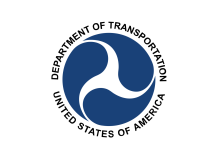 DEPARTMENT OF TRANSPORTATION
UNITED STATES OF AMERICA